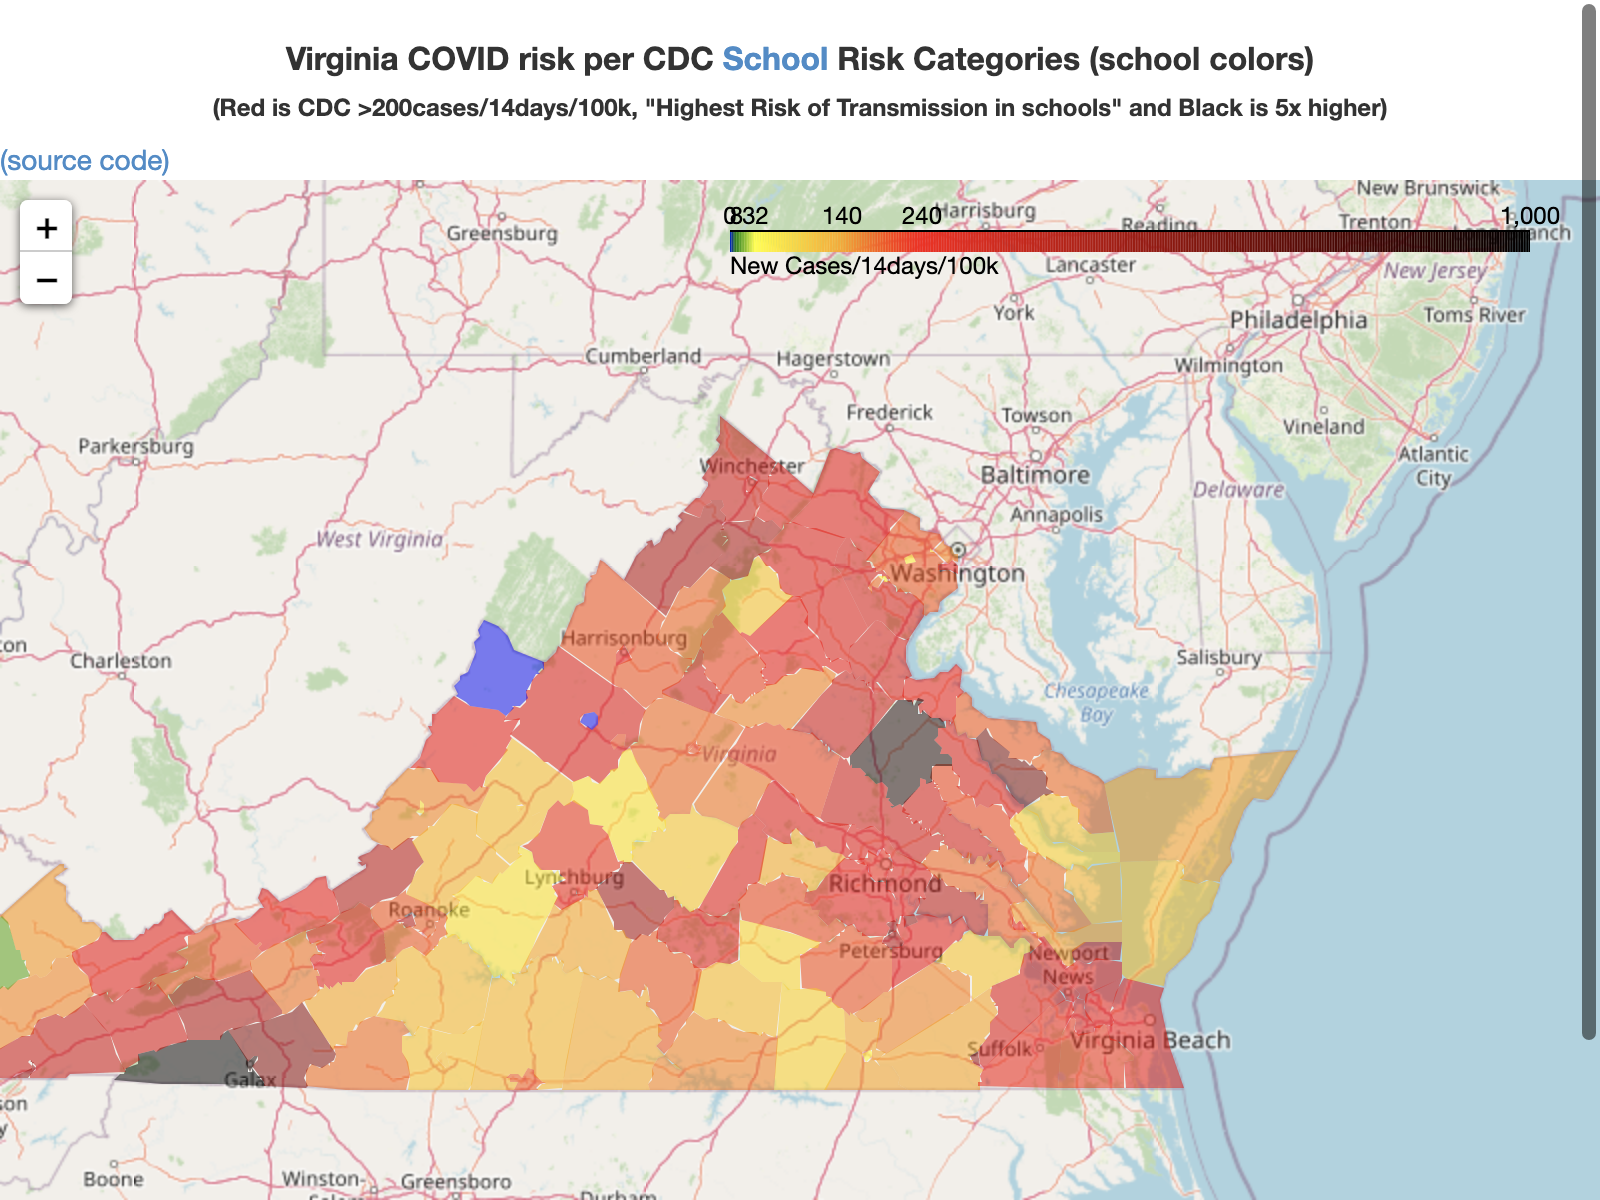 Virginia COVID risk per CDC School Risk Categories (school colors)
(Red is CDC >200cases/14days/100k, "Highest Risk of Transmission in schools" and Black is 5x higher)
(source code)
+
−
0
8
32
140
240
1,000
New Cases/14days/100k
New Brunswick
Greensburg
Harrisburg
Reading
Trenton
Long Branch
Lancaster
New Jersey
York
Philadelphia
Toms River
Cumberland
Hagerstown
Wilmington
Frederick
Towson
Vineland
Parkersburg
Winchester
Baltimore
Atlantic
City
Delaware
Annapolis
West Virginia
Washington
Harrisonburg
Charleston
Salisbury
Chesapeake
Bay
Virginia
Lynchburg
Richmond
Roanoke
Petersburg
Newport
News
Virginia Beach
Suffolk
Galax
Boone
Winston-
Greensboro
Durham